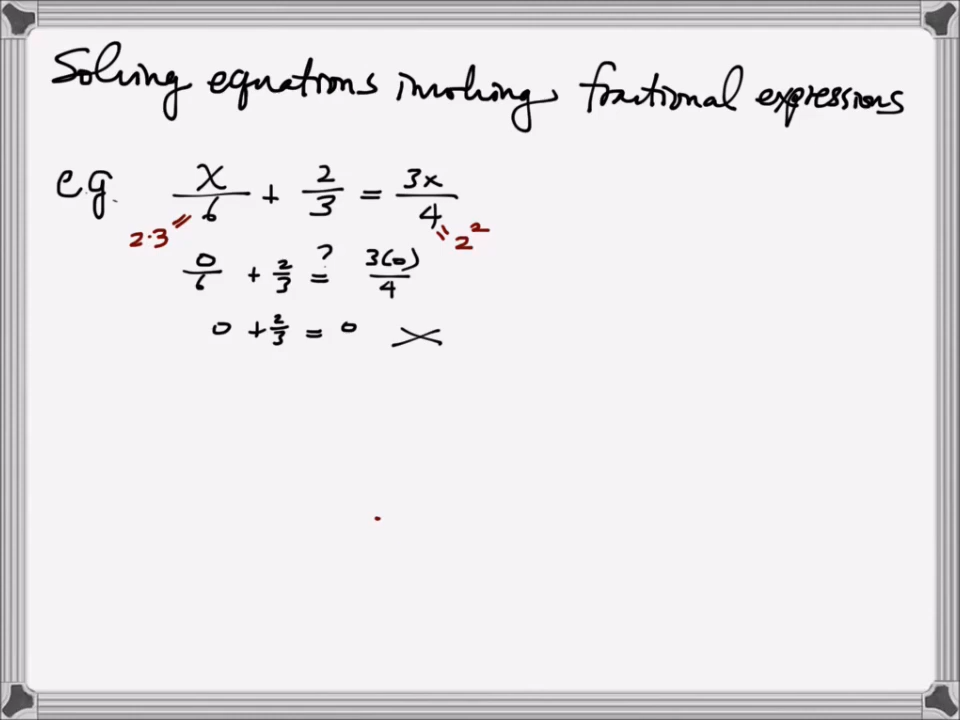 Solving equations involving fractional expressions
e.g. x/6 + 2/3 = 3x/4
2·3 = = 2²
0/6 + 2/3 =? 3(0)/4
0 + 2/3 = 0 ×